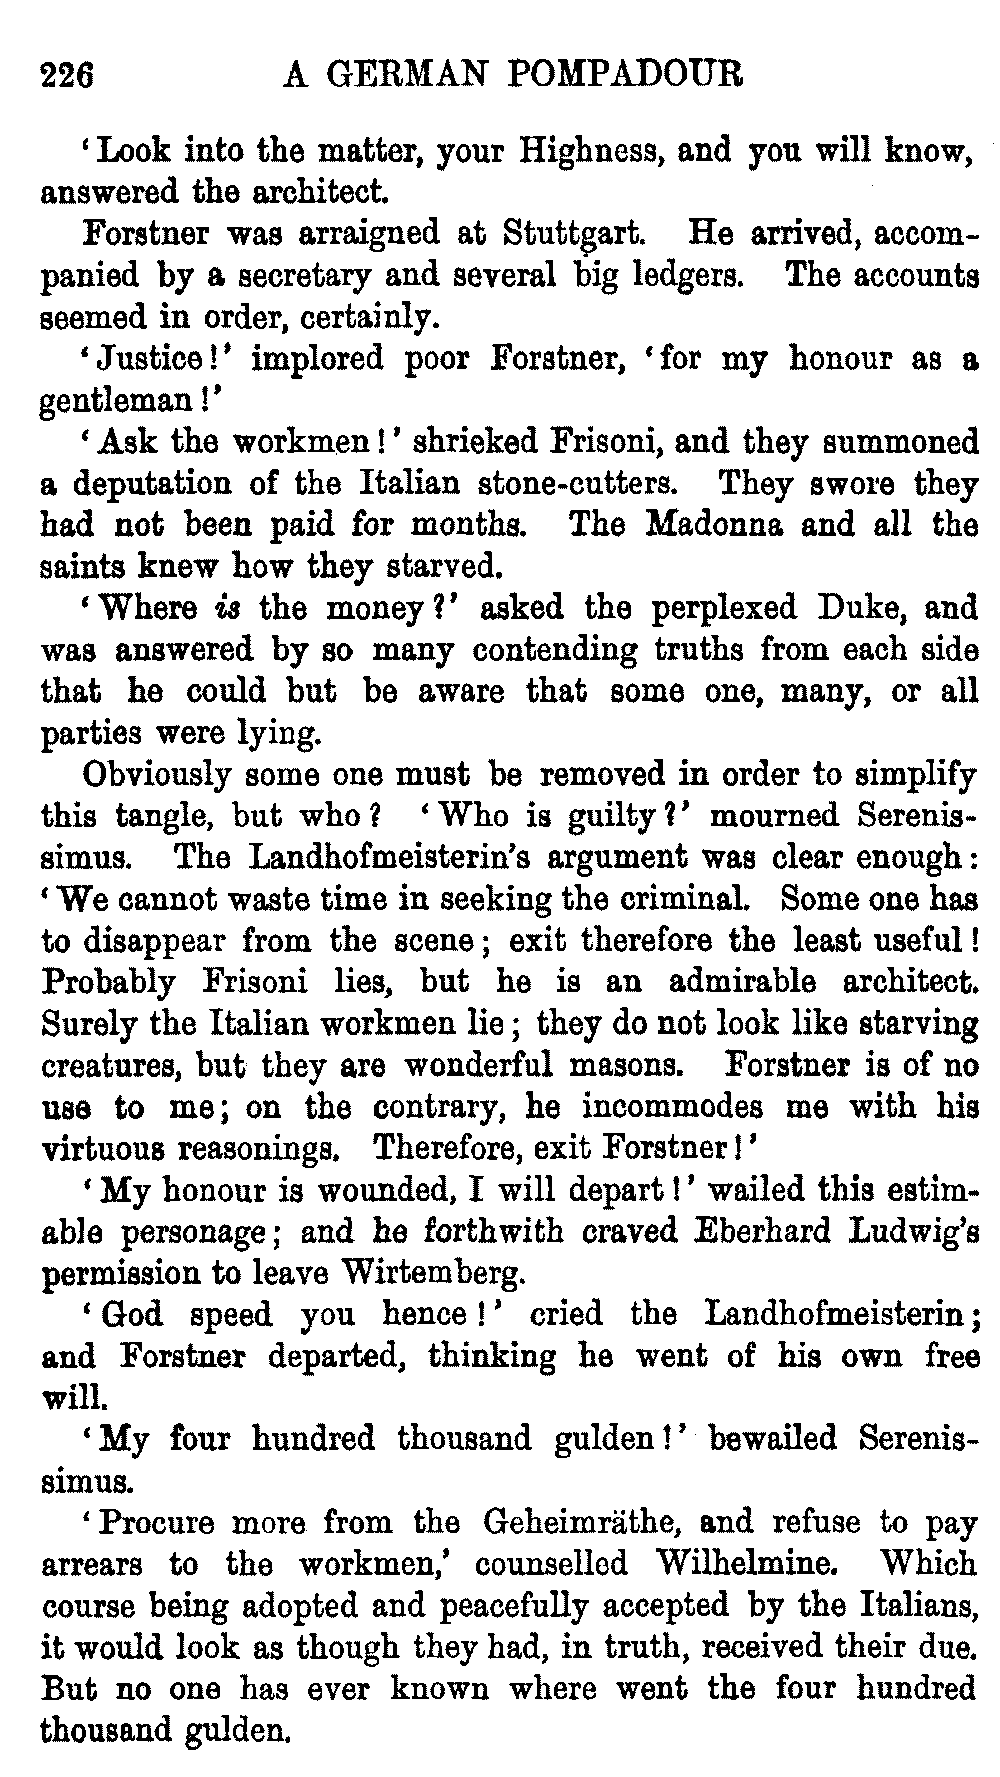 226 A GERMAN POMPADOUR
‘Look into the matter, your Highness, and you will know,
answered the architect.
Forstner was arraigned at Stuttgart. He arrived, accom-
panied by a secretary and several big ledgers. The accounts
seemed in order, certainly.
‘Justice!’ implored poor Forstner, ‘for my honour as a
gentleman!’
‘Ask the workmen!’ shrieked Frisoni, and they summoned
a deputation of the Italian stone-cutters. They swore they
had not been paid for months. The Madonna and all the
saints knew how they starved.
‘Where is the money?’ asked the perplexed Duke, and
was answered by so many contending truths from each side
that he could but be aware that some one, many, or all
parties were lying.
Obviously some one must be removed in order to simplify
this tangle, but who? ‘Who is guilty?’ mourned Serenis-
simus. The Landhofmeisterin’s argument was clear enough:
‘We cannot waste time in seeking the criminal. Some one has
to disappear from the scene; exit therefore the least useful!
Probably Frisoni lies, but he is an admirable architect.
Surely the Italian workmen lie; they do not look like starving
creatures, but they are wonderful masons. Forstner is of no
use to me; on the contrary, he incommodes me with his
virtuous reasonings. Therefore, exit Forstner!’
‘My honour is wounded, I will depart!’ wailed this estim-
able personage; and he forthwith craved Eberhard Ludwig’s
permission to leave Wirtemberg.
‘God speed you hence!’ cried the Landhofmeisterin;
and Forstner departed, thinking he went of his own free
will.
‘My four hundred thousand gulden!’ bewailed Serenis-
simus.
‘Procure more from the Geheimräthe, and refuse to pay
arrears to the workmen,’ counselled Wilhelmine. Which
course being adopted and peacefully accepted by the Italians,
it would look as though they had, in truth, received their due.
But no one has ever known where went the four hundred
thousand gulden.